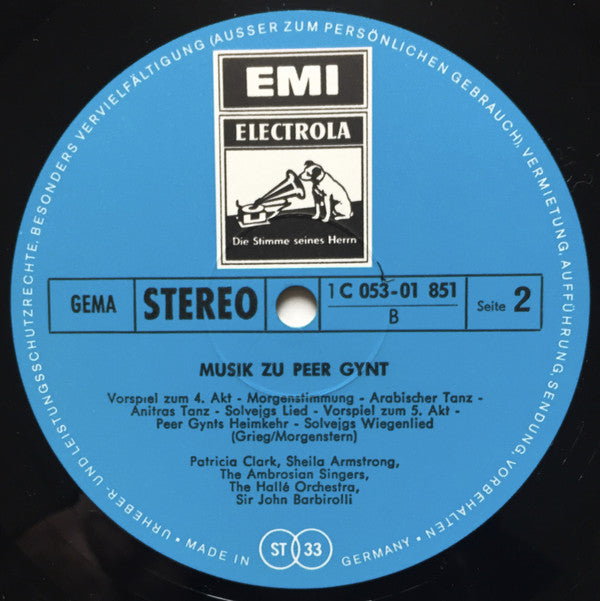 URHEBER- UND LEISTUNGSSCHUTZRECHTE, BESONDERS VERVIELFÄLTIGUNG (AUSSER ZUM PERSÖNLICHEN GEBRAUCH), VERMIETUNG, AUFFÜHRUNG, SENDUNG, VORBEHALTEN
EMI
ELECTROLA
Die Stimme seines Herrn
GEMA STEREO 1 C 053-01 851 Seite 2
B
MUSIK ZU PEER GYNT
Vorspiel zum 4. Akt - Morgenstimmung - Arabischer Tanz -
Anitras Tanz - Solvejgs Lied - Vorspiel zum 5. Akt -
Peer Gynts Heimkehr - Solvejgs Wiegenlied
(Grieg/Morgenstern)
Patricia Clark, Sheila Armstrong,
The Ambrosian Singers,
The Hallé Orchestra,
Sir John Barbirolli
• MADE IN ST 33 GERMANY •